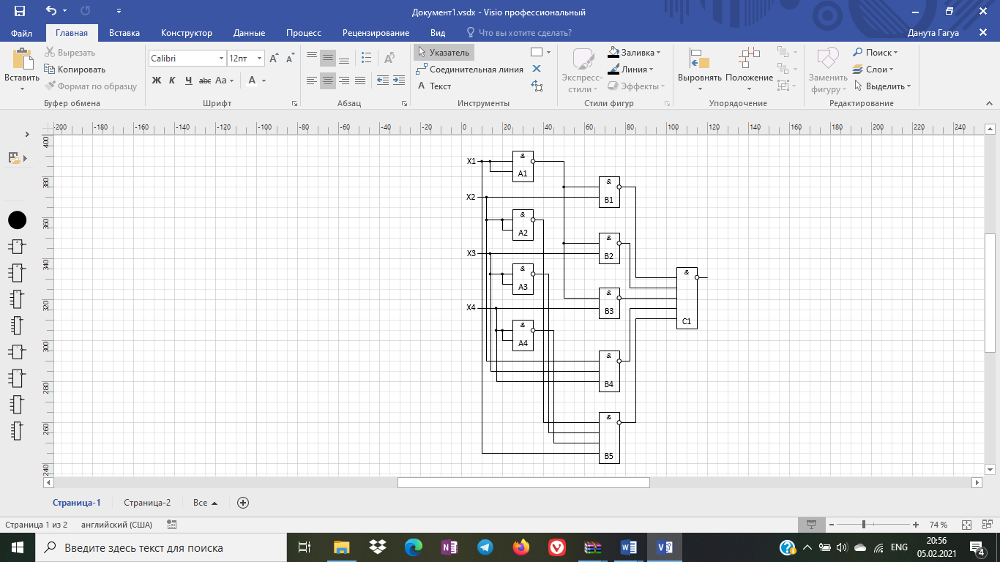 Документ1.vsdx - Visio профессиональный
Файл Главная Вставка Конструктор Данные Процесс Рецензирование Вид Что вы хотите сделать? Данута Гагуа
Вставить
Вырезать
Копировать
Формат по образцу
Буфер обмена
Calibri 12пт A A
Ж К Ч abc Aa A
Шрифт
Абзац
Указатель
Соединительная линия
A Текст
Инструменты
Экспресс-
стили
Заливка
Линия
Эффекты
Стили фигур
Выровнять Положение
Упорядочение
Заменить
фигуру
Поиск
Слои
Выделить
Редактирование
-200 -180 -160 -140 -120 -100 -80 -60 -40 -20 0 20 40 60 80 100 120 140 160 180 200 220 240
400
380
360
340
320
300
280
260
240
X1
&
A1
&
B1
X2
&
A2
&
B2
X3
&
A3
&
B3
&
C1
X4
&
A4
&
B4
&
B5
Страница-1 Страница-2 Все
Страница 1 из 2 английский (США) 74 %
Введите здесь текст для поиска
ENG
20:56
05.02.2021
4